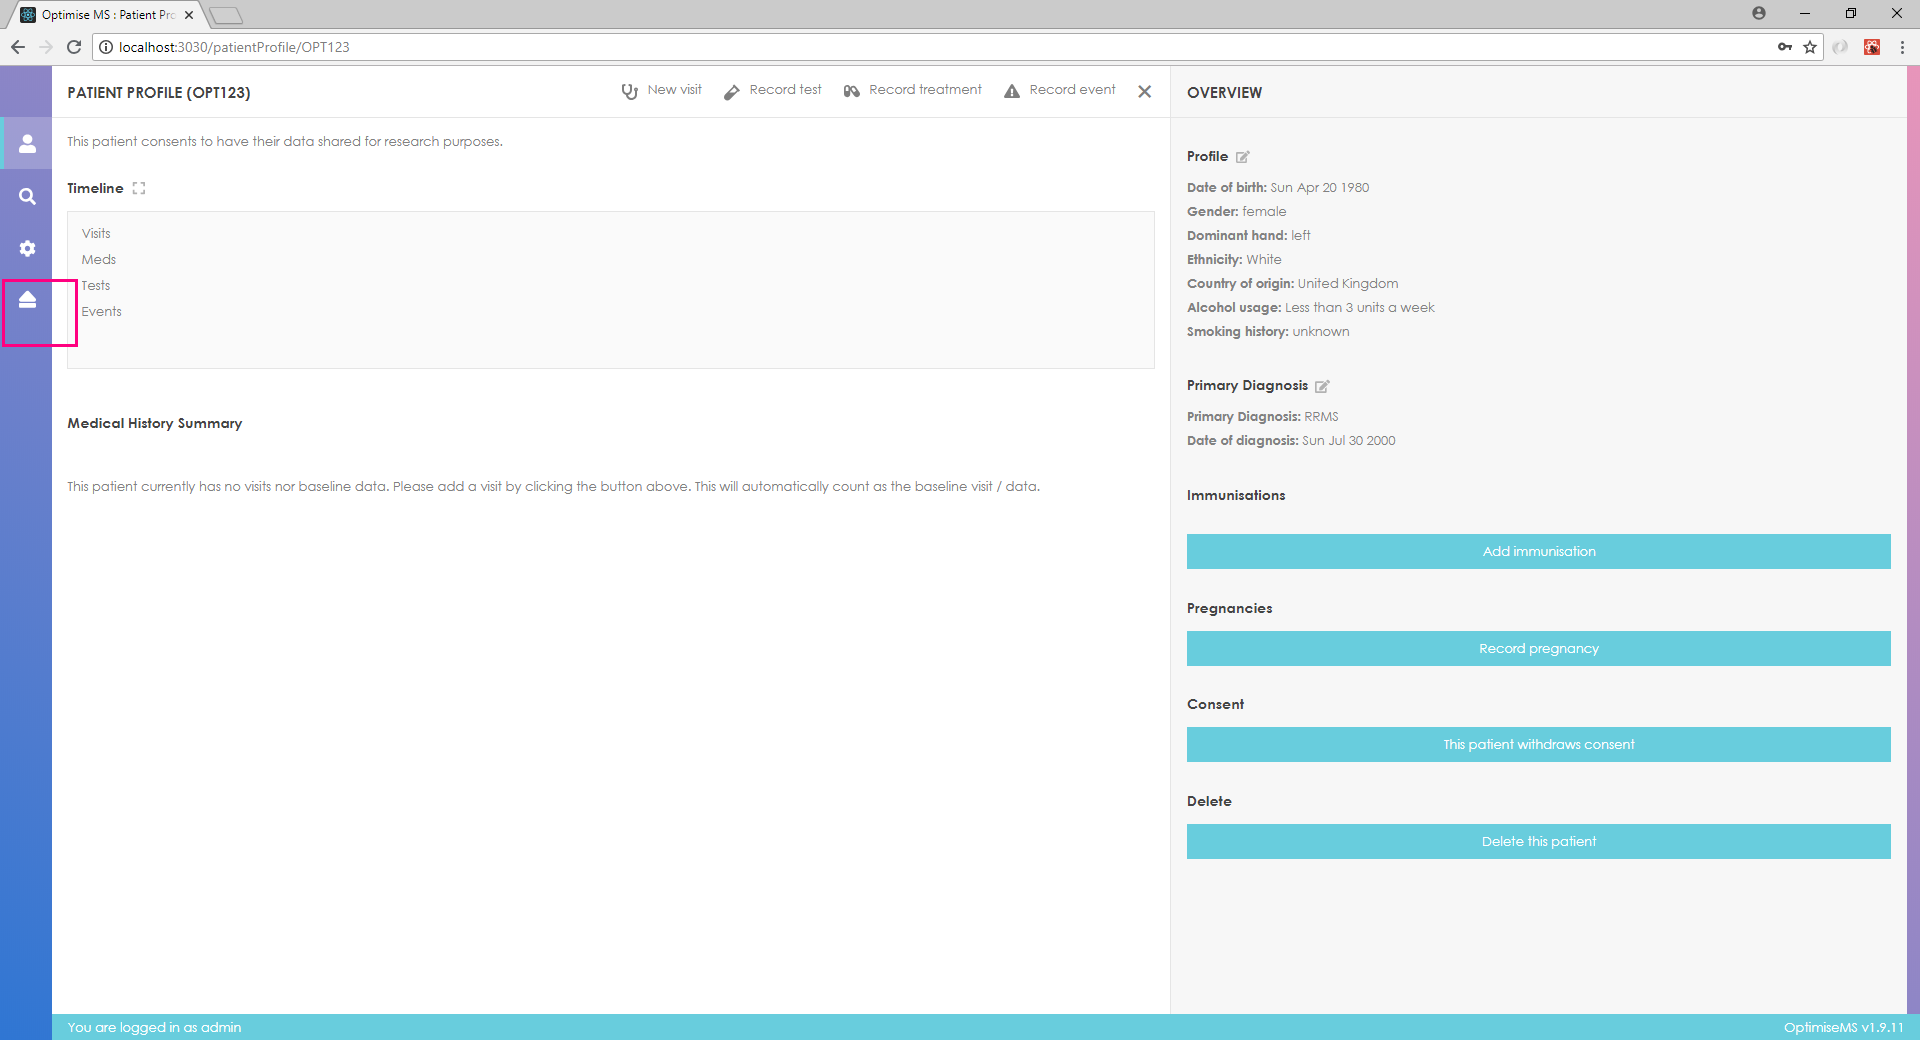 Optimise MS : Patient Pro
localhost:3030/patientProfile/OPT123
PATIENT PROFILE (OPT123)
New visit
Record test
Record treatment
Record event
This patient consents to have their data shared for research purposes.
Timeline
Visits
Meds
Tests
Events
Medical History Summary
This patient currently has no visits nor baseline data. Please add a visit by clicking the button above. This will automatically count as the baseline visit / data.
OVERVIEW
Profile
Date of birth: Sun Apr 20 1980
Gender: female
Dominant hand: left
Ethnicity: White
Country of origin: United Kingdom
Alcohol usage: Less than 3 units a week
Smoking history: unknown
Primary Diagnosis
Primary Diagnosis: RRMS
Date of diagnosis: Sun Jul 30 2000
Immunisations
Add immunisation
Pregnancies
Record pregnancy
Consent
This patient withdraws consent
Delete
Delete this patient
You are logged in as admin
OptimiseMS v1.9.11